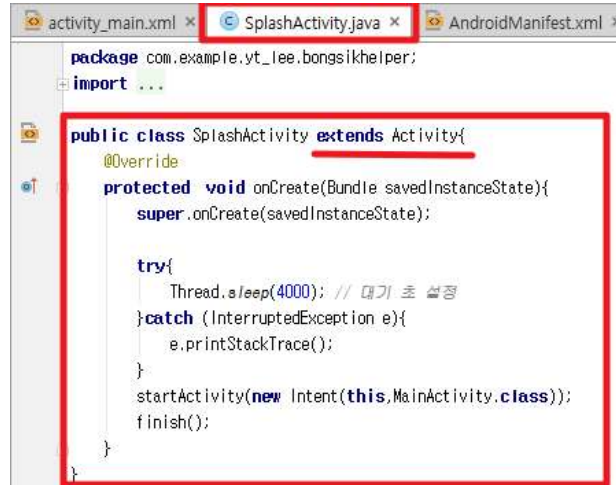 activity_main.xml × SplashActivity.java × AndroidManifest.xml ×
package com.example.yt_lee.bongsikhelper;
import ...
public class SplashActivity extends Activity{
@Override
protected void onCreate(Bundle savedInstanceState){
super.onCreate(savedInstanceState);
try{
Thread.sleep(4000); // 대기 초 설정
}catch (InterruptedException e){
e.printStackTrace();
}
startActivity(new Intent(this,MainActivity.class));
finish();
}
}